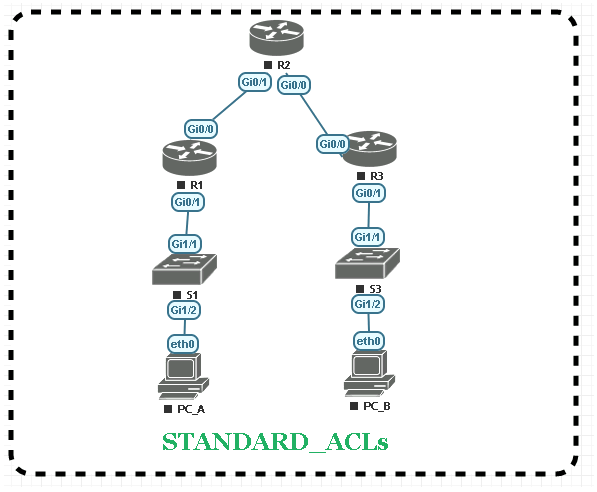 R2
Gi0/1
Gi0/0
Gi0/0
Gi0/0
R1
R3
Gi0/1
Gi0/1
Gi1/1
Gi1/1
S1
S3
Gi1/2
Gi1/2
eth0
eth0
PC_A
PC_B
STANDARD_ACLs